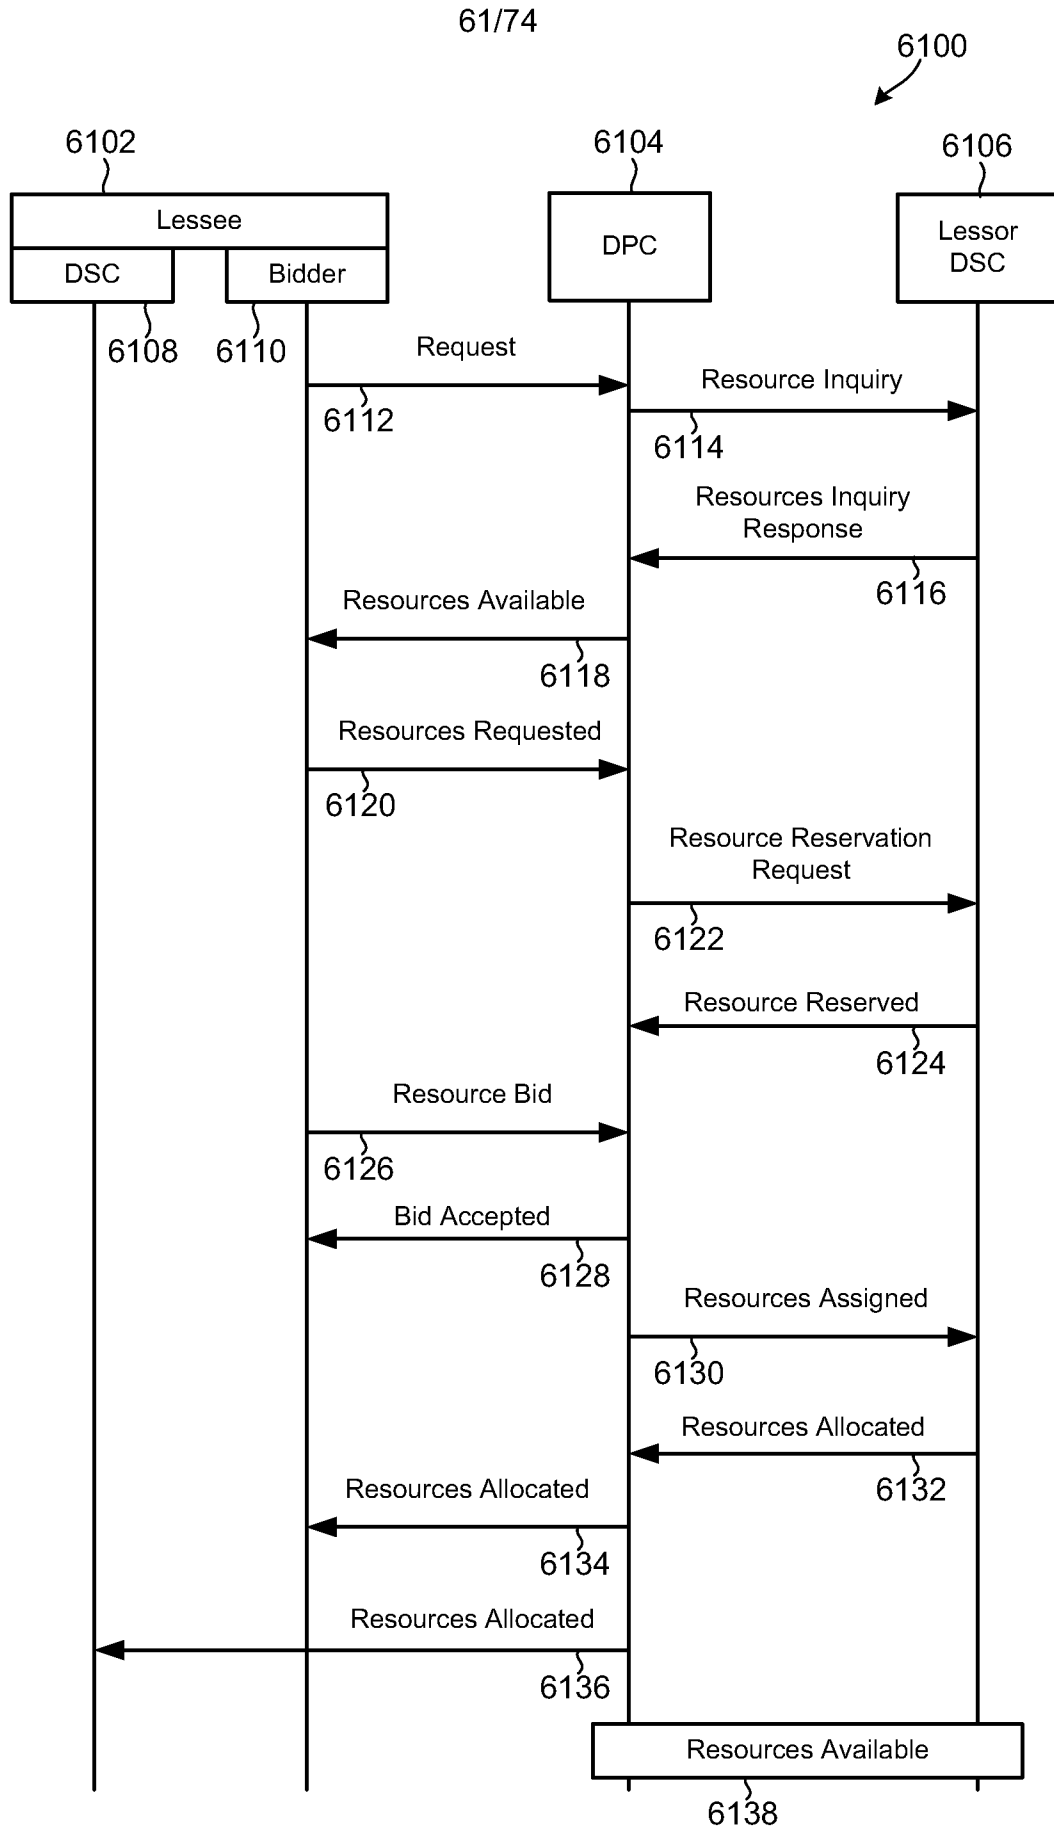 61/74
6100
6102
6104
6106
Lessee
DSC
Bidder
DPC
Lessor
DSC
6108
6110
Request
6112
Resource Inquiry
6114
Resources Inquiry
Response
6116
Resources Available
6118
Resources Requested
6120
Resource Reservation
Request
6122
Resource Reserved
6124
Resource Bid
6126
Bid Accepted
6128
Resources Assigned
6130
Resources Allocated
6132
Resources Allocated
6134
Resources Allocated
6136
Resources Available
6138